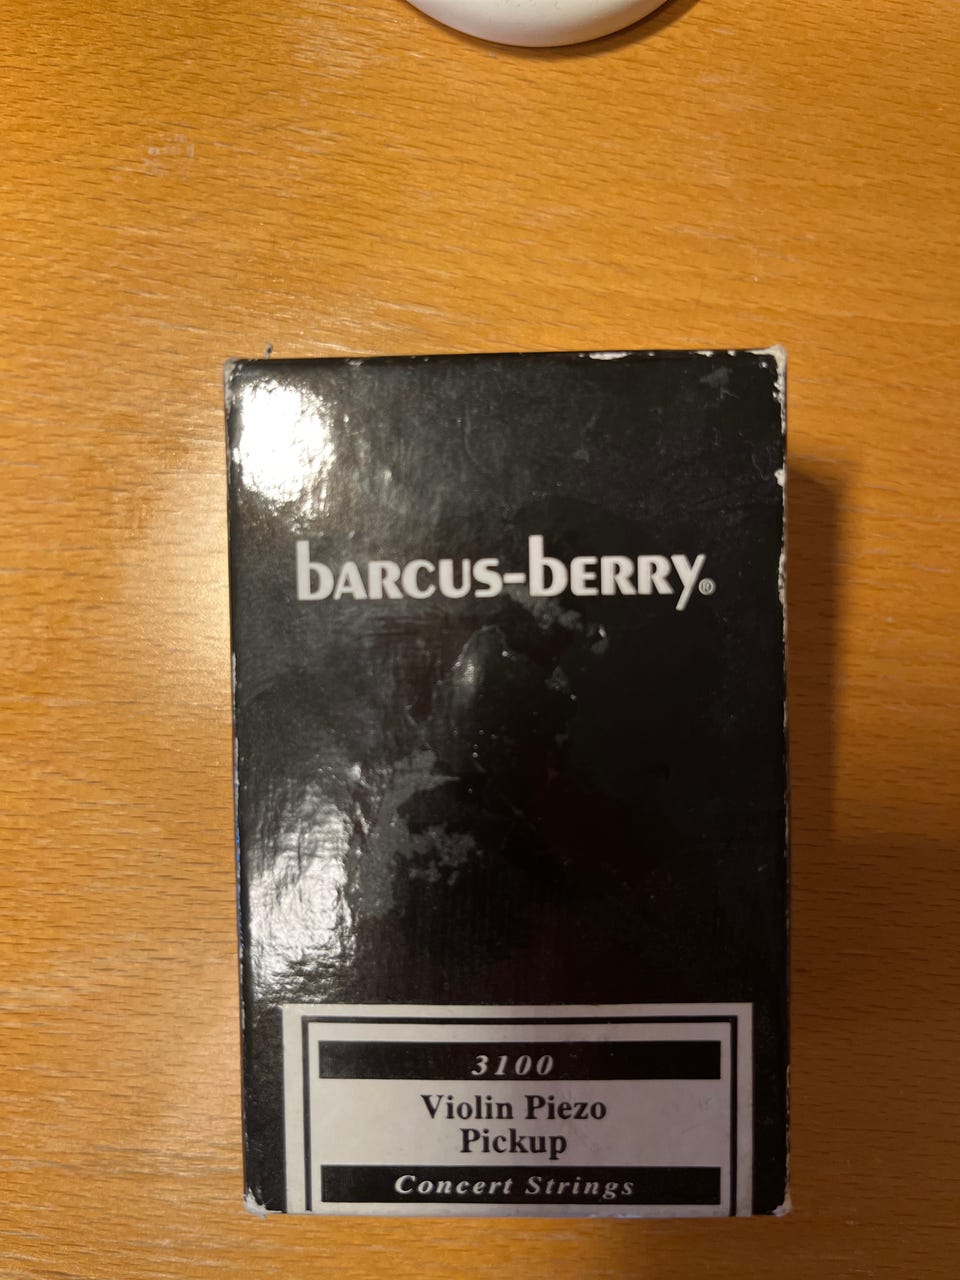 bARCUS-bERRY®
3100
Violin Piezo
Pickup
Concert Strings